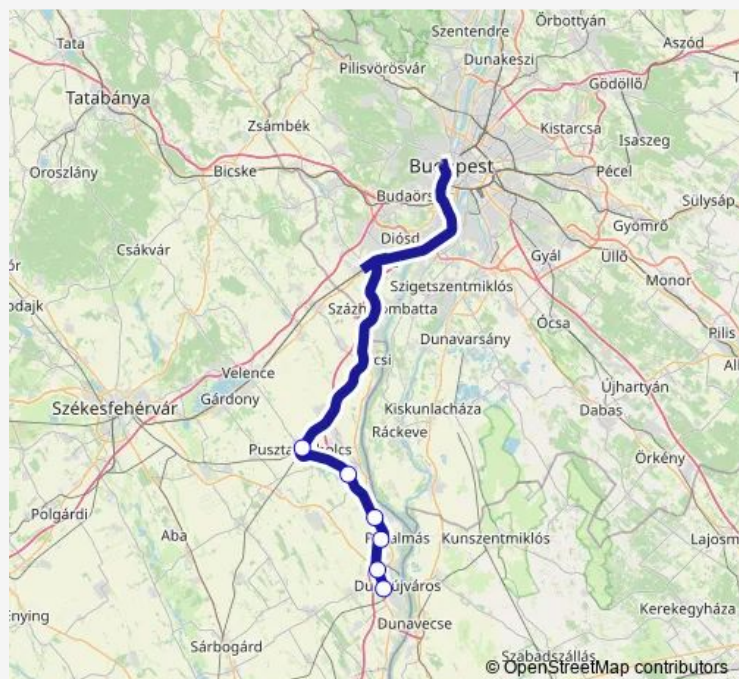 Őrbottyán
Szentendre
Aszód
Tata
Dunakeszi
Pilisvörösvár
Gödöllő
Tatabánya
Zsámbék
Kistarcsa
Isaszeg
Oroszlány
Bicske
Pécel
Sülysáp
Budaörs
Gyömrő
Diósd
Csákvár
Gyál
Üllő
Monor
Szigetszentmiklós
Ócsa
Pilis
Dunavarsány
Velence
Székesfehérvár
Gárdony
Kiskunlacháza
Újhartyán
Dabas
Ráckeve
Örkény
Polgárdi
Aba
Kunszentmiklós
Lajosm
Kerekegyháza
Dunavecse
Sárbogárd
Szabadszállás
© OpenStreetMap contributors